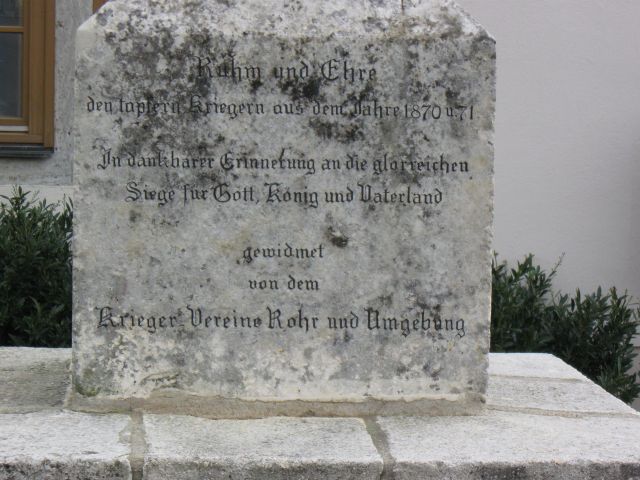 Ruhm und Ehre
den tapfern Kriegern aus dem Jahre 1870 u. 71
In dankbarer Erinnerung an die glorreichen
Siege für Gott, König und Vaterland
gewidmet
von dem
Krieger-Vereine Rohr und Umgebung